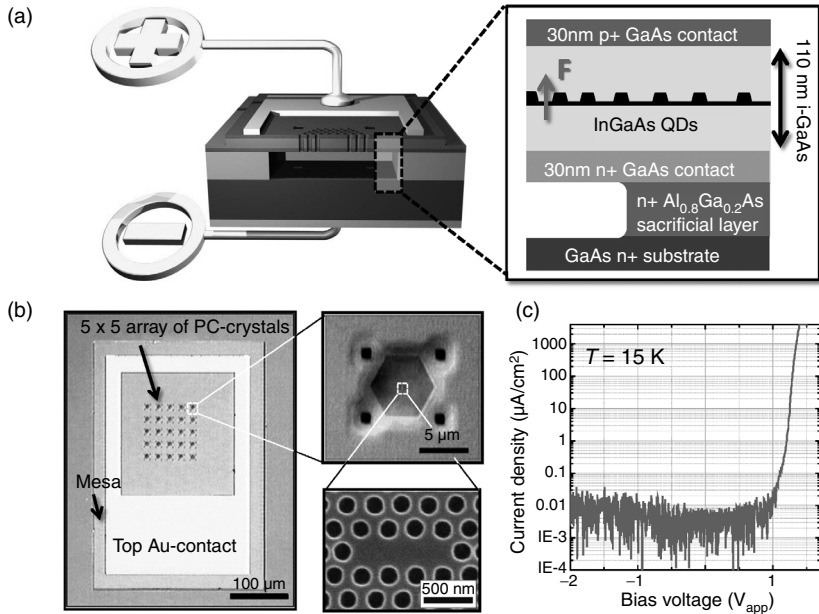 (a)
30nm p+ GaAs contact
F
InGaAs QDs
110 nm i-GaAs
30nm n+ GaAs contact
n+ Al0.8Ga0.2As
sacrificial layer
GaAs n+ substrate
(b)
5 x 5 array of PC-crystals
Mesa
Top Au-contact
100 μm
5 μm
500 nm
(c)
T = 15 K
Current density (μA/cm²)
1000
100
10
1
0.1
0.01
IE-3
IE-4
−2
−1
0
1
Bias voltage (Vapp)